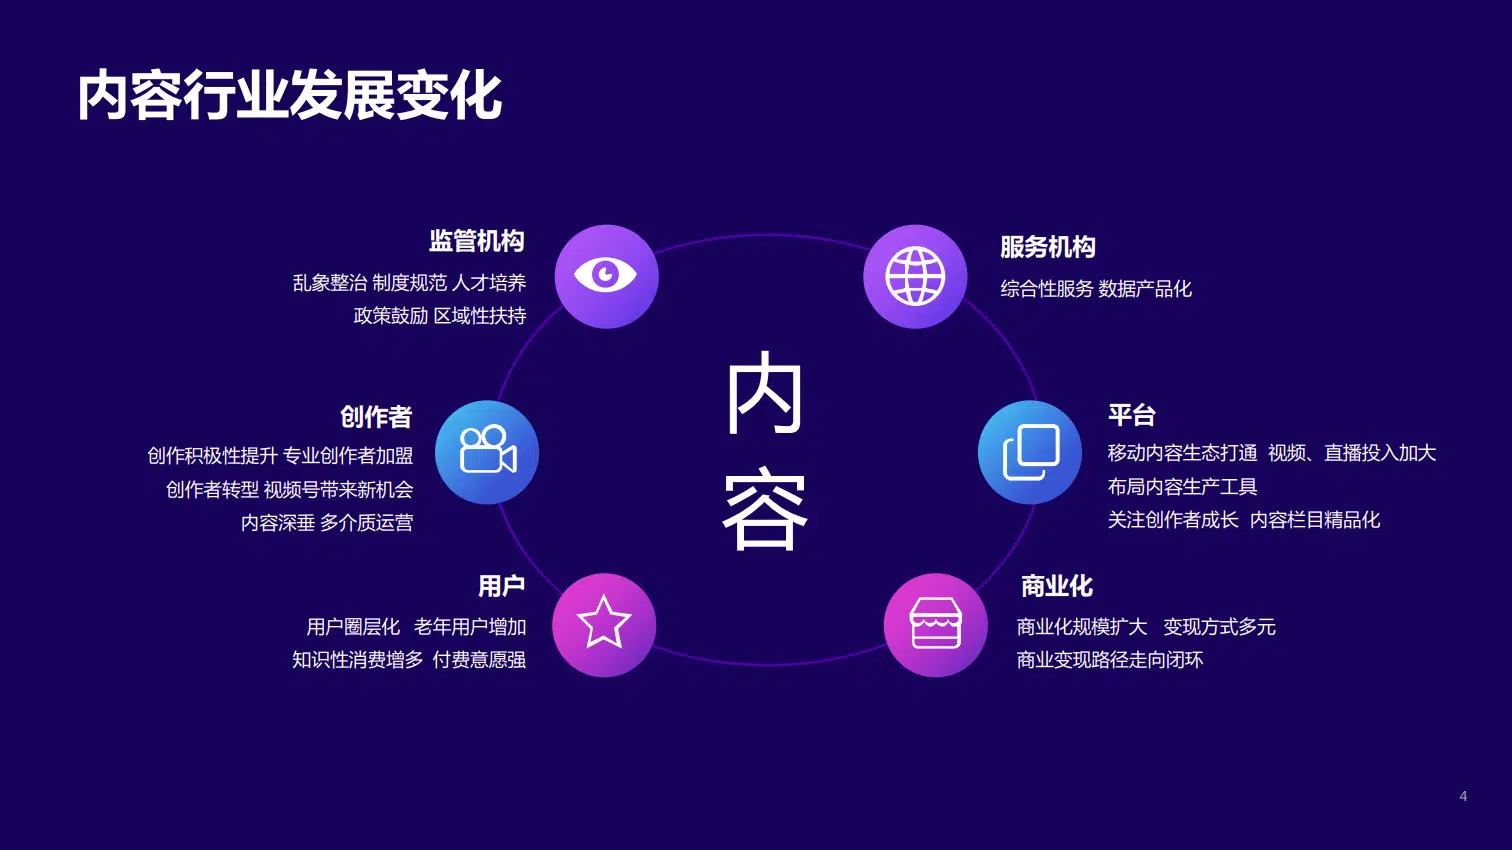 内容行业发展变化
监管机构
乱象整治 制度规范 人才培养
政策鼓励 区域性扶持
服务机构
综合性服务 数据产品化
内
容
创作者
创作积极性提升 专业创作者加盟
创作者转型 视频号带来新机会
内容深垂 多介质运营
平台
移动内容生态打通 视频、直播投入加大
布局内容生产工具
关注创作者成长 内容栏目精品化
用户
用户圈层化 老年用户增加
知识性消费增多 付费意愿强
商业化
商业化规模扩大 变现方式多元
商业变现路径走向闭环
4